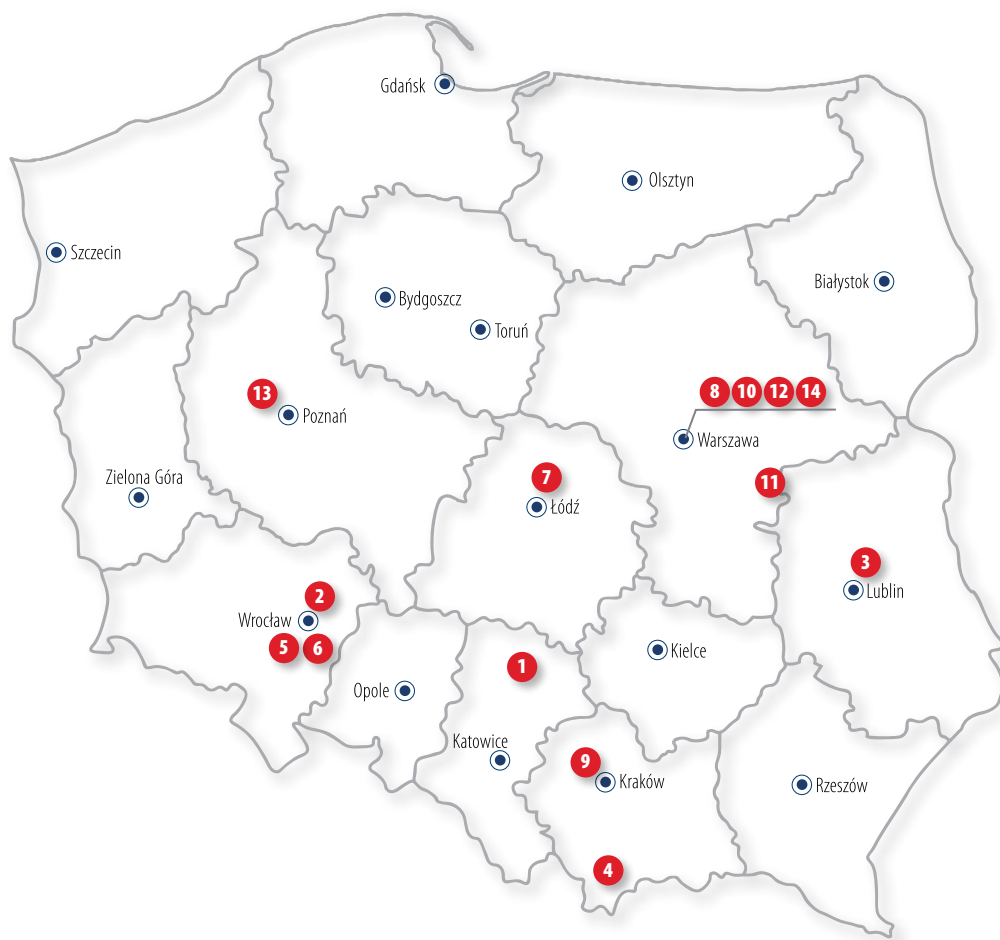 Gdańsk
Olsztyn
Szczecin
Białystok
Bydgoszcz
Toruń
8 10 12 14
13
Poznań
Warszawa
Zielona Góra
7
11
Łódź
3
Lublin
2
Wrocław
5 6
Kielce
1
Opole
Katowice
9
Kraków
Rzeszów
4